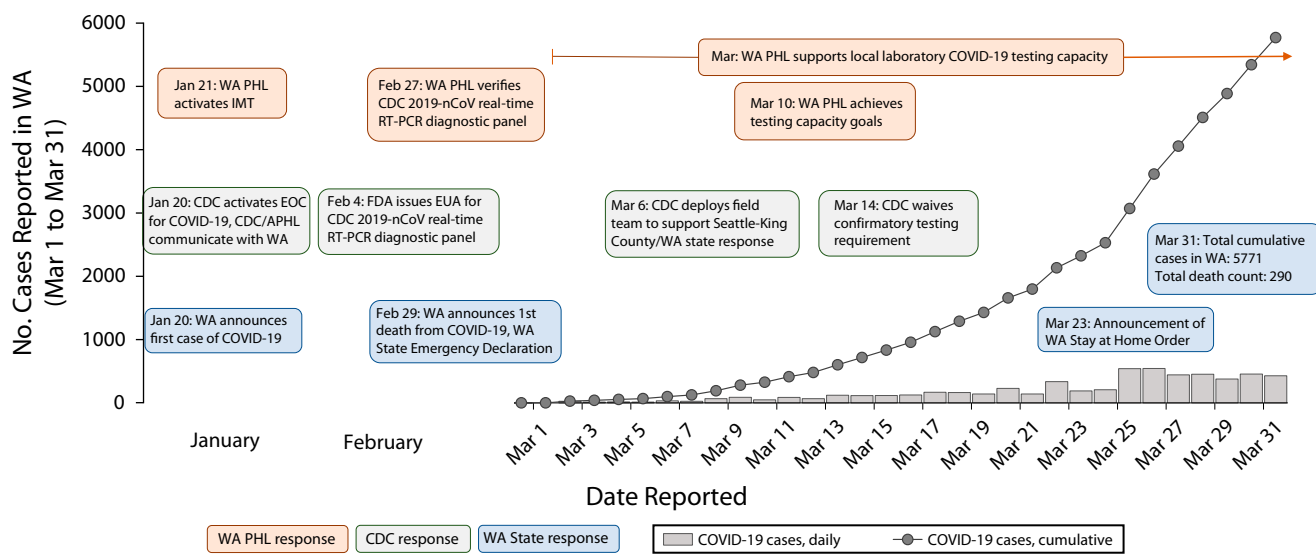 No. Cases Reported in WA
(Mar 1 to Mar 31)
6000
5000
4000
3000
2000
1000
0
Jan 21: WA PHL
activates IMT
Feb 27: WA PHL verifies
CDC 2019-nCoV real-time
RT-PCR diagnostic panel
Mar: WA PHL supports local laboratory COVID-19 testing capacity
Mar 10: WA PHL achieves
testing capacity goals
Jan 20: CDC activates EOC
for COVID-19, CDC/APHL
communicate with WA
Feb 4: FDA issues EUA for
CDC 2019-nCoV real-time
RT-PCR diagnostic panel
Mar 6: CDC deploys field
team to support Seattle-King
County/WA state response
Mar 14: CDC waives
confirmatory testing
requirement
Mar 31: Total cumulative
cases in WA: 5771
Total death count: 290
Jan 20: WA announces
first case of COVID-19
Feb 29: WA announces 1st
death from COVID-19, WA
State Emergency Declaration
Mar 23: Announcement of
WA Stay at Home Order
January
February
Mar 1
Mar 3
Mar 5
Mar 7
Mar 9
Mar 11
Mar 13
Mar 15
Mar 17
Mar 19
Mar 21
Mar 23
Mar 25
Mar 27
Mar 29
Mar 31
Date Reported
WA PHL response
CDC response
WA State response
COVID-19 cases, daily
COVID-19 cases, cumulative